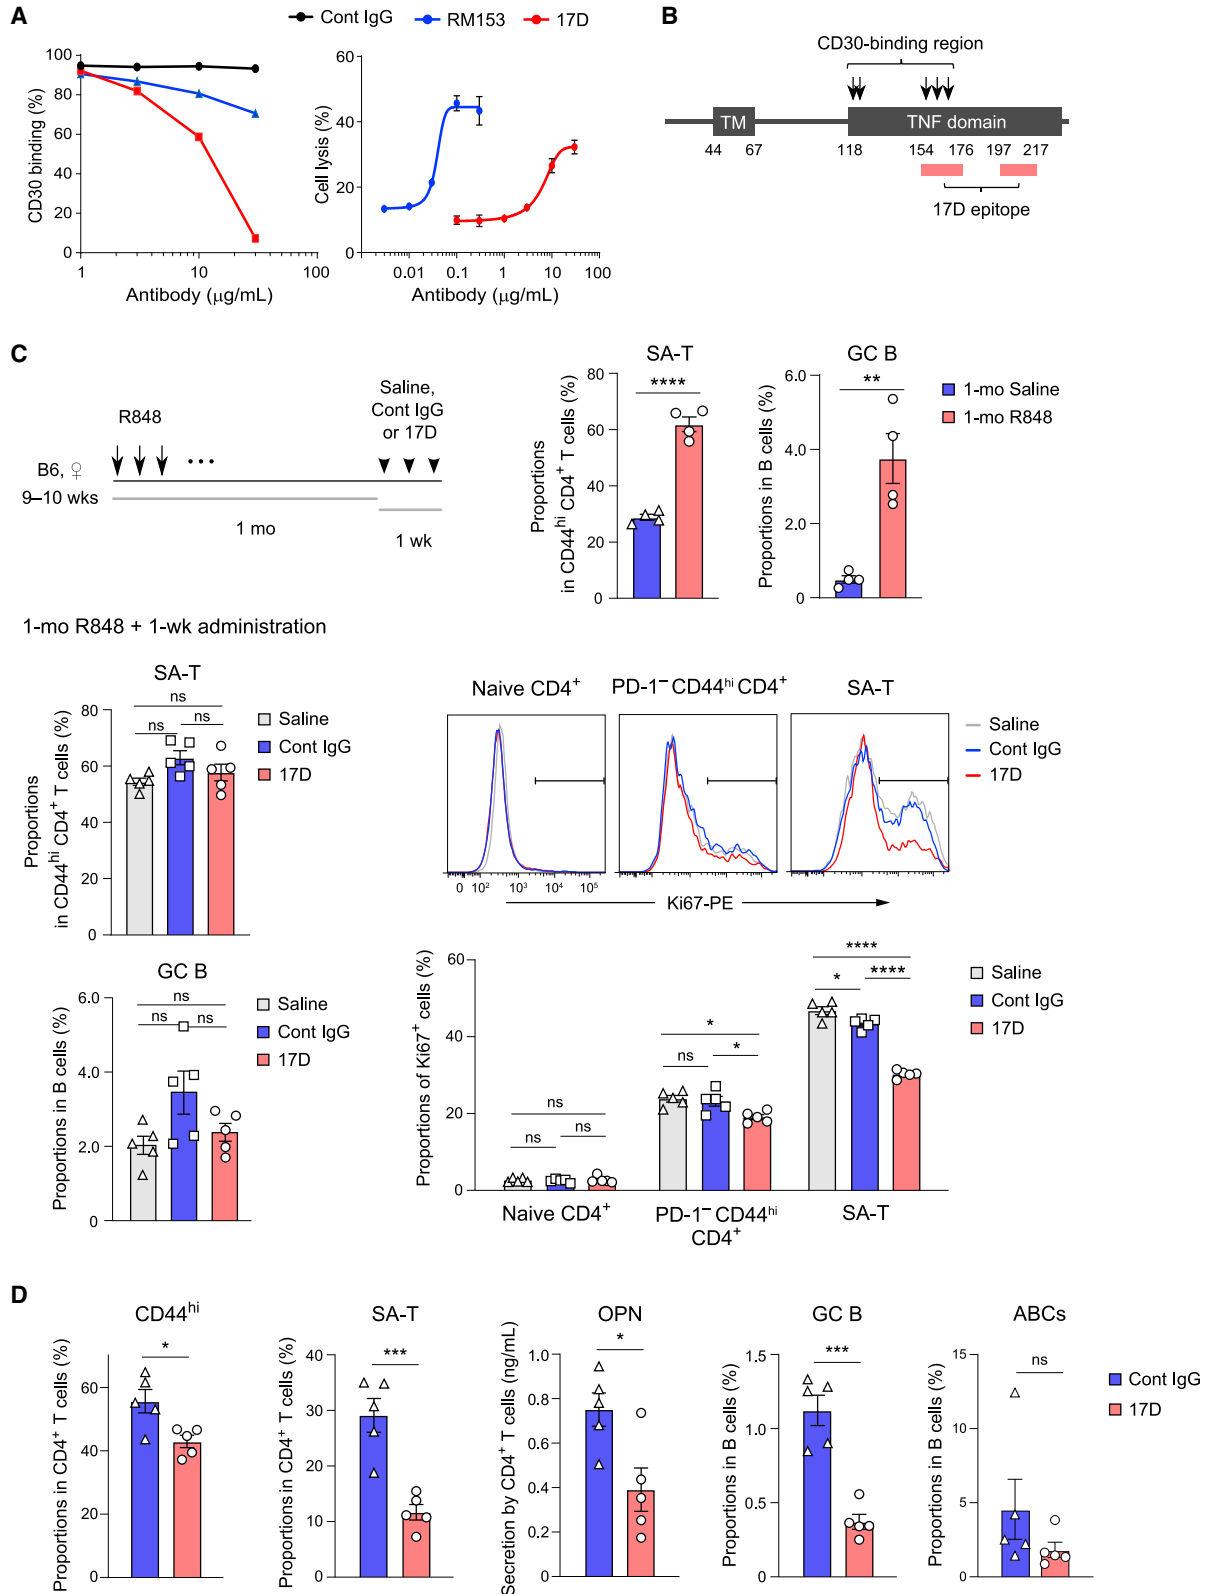 A
Cont IgG
RM153
17D
CD30 binding (%)
100
80
60
40
20
0
1
10
100
Antibody (μg/mL)
Cell lysis (%)
60
40
20
0
0.01
0.1
1
10
100
Antibody (μg/mL)
B
CD30-binding region
TM
TNF domain
44 67 118 154 176 197 217
17D epitope
C
R848
Saline,
Cont IgG
or 17D
B6, ♀
9–10 wks
1 mo
1 wk
SA-T
Proportions
in CD44hi CD4+ T cells (%)
80
60
40
20
0
****
GC B
Proportions in B cells (%)
6.0
4.0
2.0
0
**
1-mo Saline
1-mo R848
1-mo R848 + 1-wk administration
SA-T
Proportions
in CD44hi CD4+ T cells (%)
80
60
40
20
0
ns
ns
ns
Saline
Cont IgG
17D
Naive CD4+
PD-1− CD44hi CD4+
SA-T
0 10² 10³ 10⁴ 10⁵
Ki67-PE
Saline
Cont IgG
17D
GC B
Proportions in B cells (%)
6.0
4.0
2.0
0
ns
ns
ns
Saline
Cont IgG
17D
Proportions of Ki67+ cells (%)
60
40
20
0
ns
ns
ns
*
ns
*
****
*
****
Naive CD4+
PD-1− CD44hi
CD4+
SA-T
Saline
Cont IgG
17D
D
CD44hi
Proportions in CD4+ T cells (%)
60
40
20
0
*
SA-T
Proportions in CD4+ T cells (%)
40
30
20
10
0
***
OPN
Secretion by CD4+ T cells (ng/mL)
1.0
0.8
0.6
0.4
0.2
0
*
GC B
Proportions in B cells (%)
1.5
1.0
0.5
0
***
ABCs
Proportions in B cells (%)
15
10
5
0
ns
Cont IgG
17D